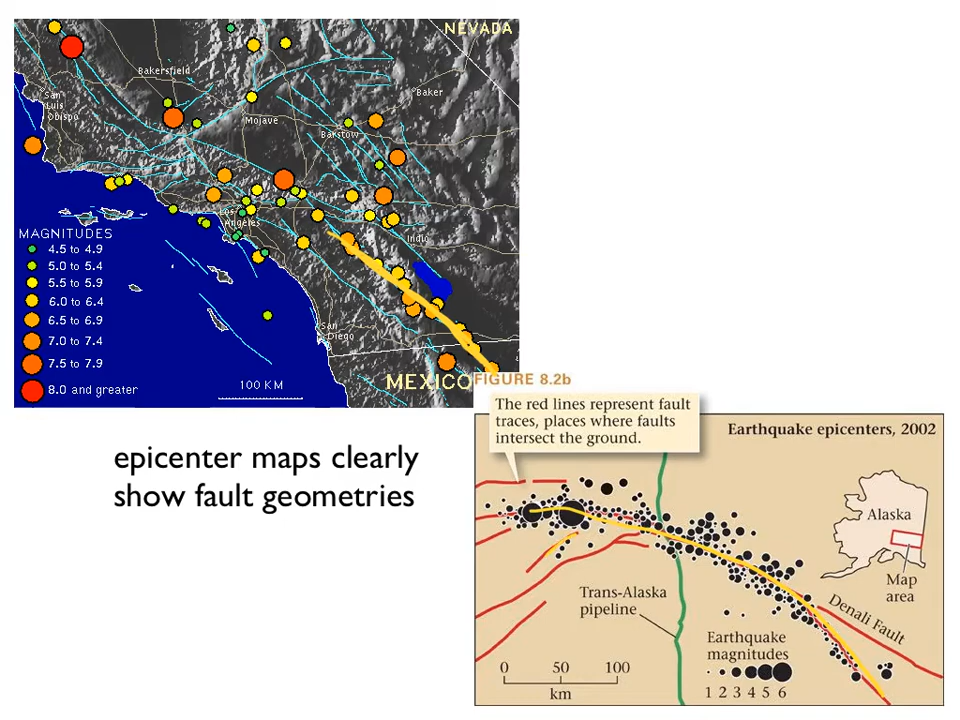 NEVADA
Bakersfield
Baker
San
Luis
Obispo
Mojave
Barstow
Los
Angeles
Indio
MAGNITUDES
4.5 to 4.9
5.0 to 5.4
5.5 to 5.9
6.0 to 6.4
6.5 to 6.9
7.0 to 7.4
7.5 to 7.9
8.0 and greater
San
Diego
100 KM
MEXICO
FIGURE 8.2b
The red lines represent fault
traces, places where faults
intersect the ground.
Earthquake epicenters, 2002
epicenter maps clearly
show fault geometries
Alaska
Map
area
Trans-Alaska
pipeline
Denali Fault
Earthquake
magnitudes
0 50 100
km
1 2 3 4 5 6